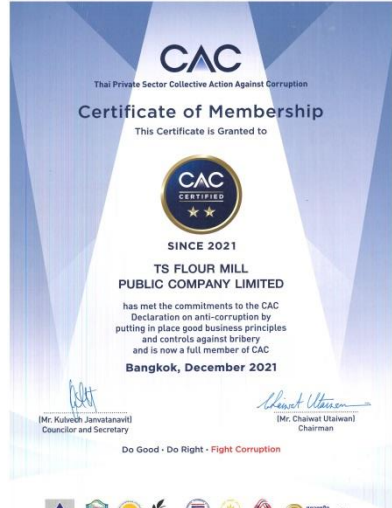 CAC
Thai Private Sector Collective Action Against Corruption
Certificate of Membership
This Certificate is Granted to
CAC
CERTIFIED
SINCE 2021
TS FLOUR MILL
PUBLIC COMPANY LIMITED
has met the commitments to the CAC
Declaration on anti-corruption by
putting in place good business principles
and controls against bribery
and is now a full member of CAC
Bangkok, December 2021
(Mr. Kulvech Janvatanavit)
Councilor and Secretary
(Mr. Chaiwat Utaiwan)
Chairman
Do Good • Do Right • Fight Corruption